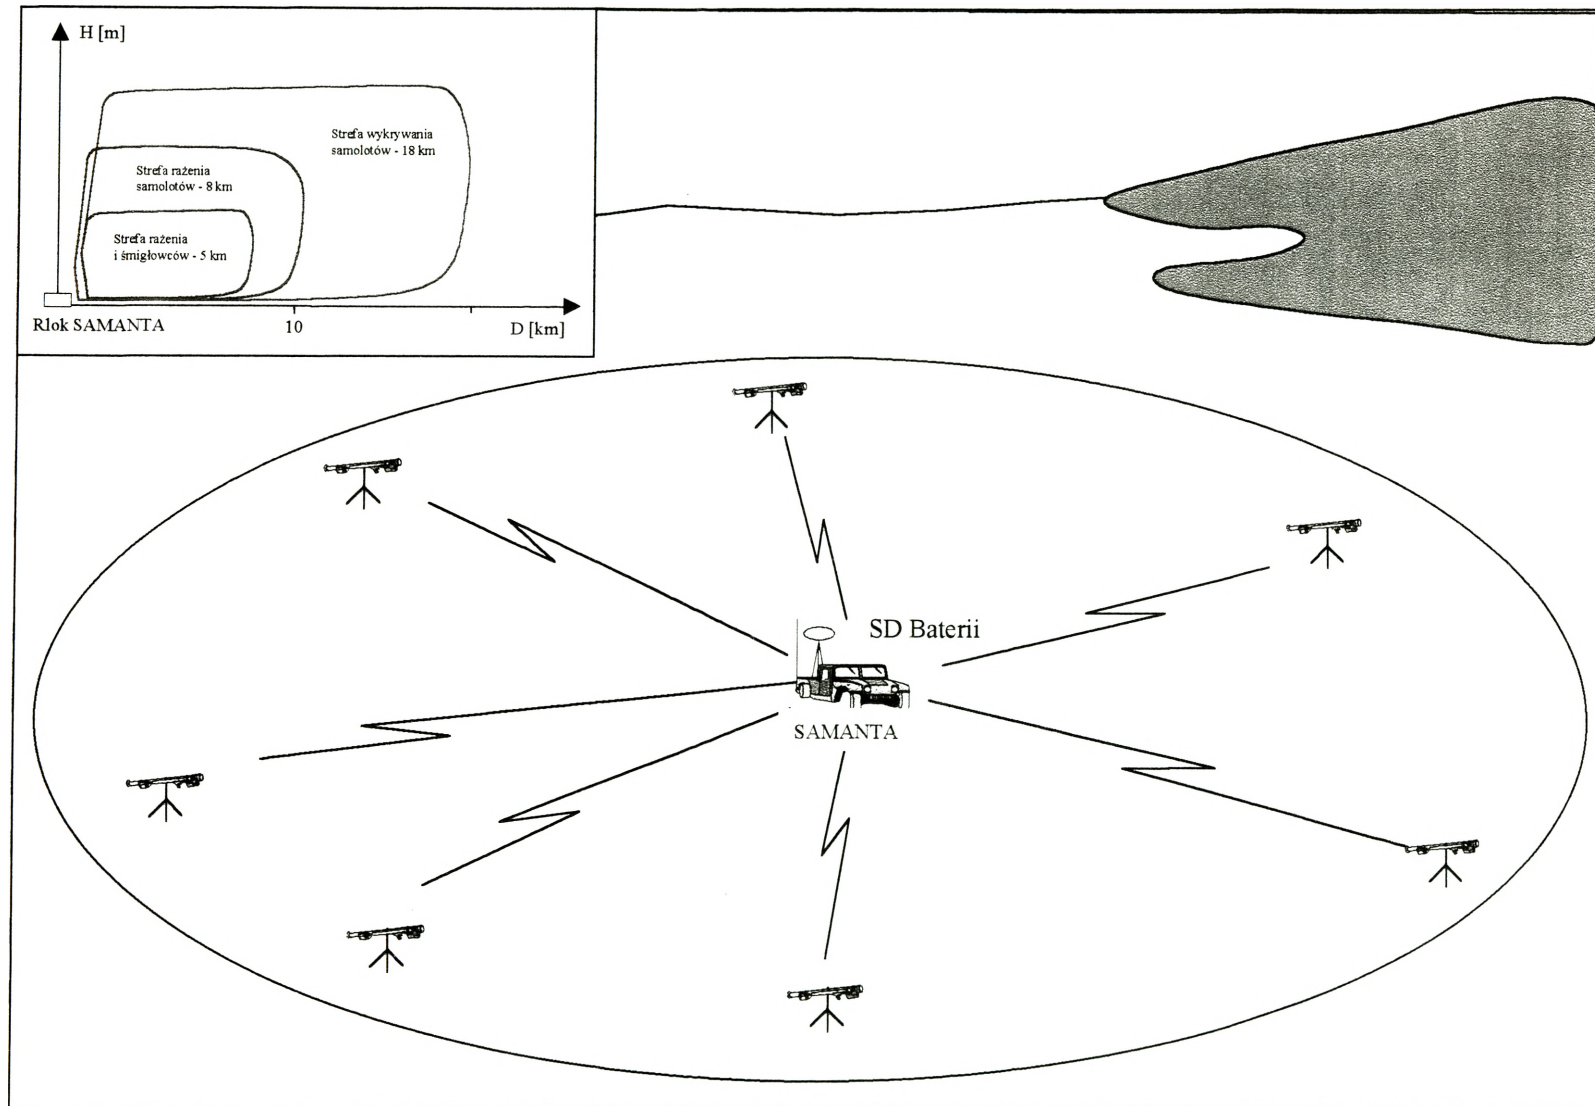 H [m]
Strefa wykrywania
samolotów - 18 km
Strefa rażenia
samolotów - 8 km
Strefa rażenia
i śmigłowców - 5 km
Rlok SAMANTA
10
D [km]
SD Baterii
SAMANTA